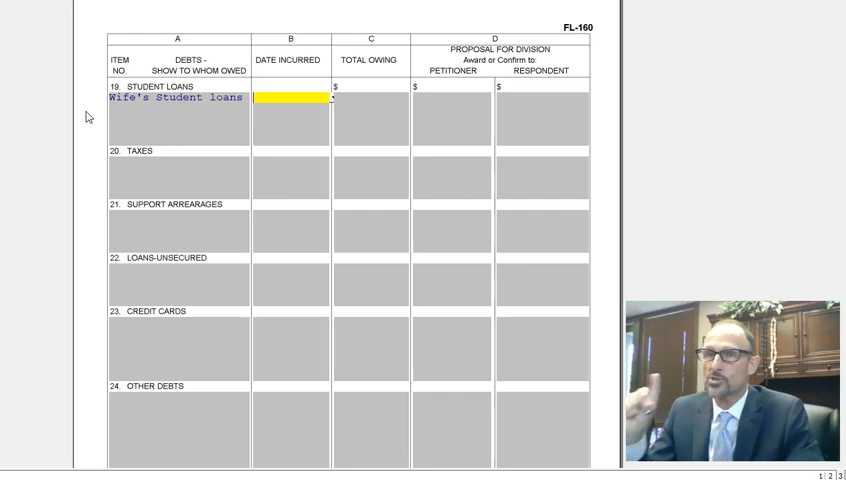 FL-160
A B C D
PROPOSAL FOR DIVISION
ITEM DEBTS - DATE INCURRED TOTAL OWING Award or Confirm to:
NO. SHOW TO WHOM OWED PETITIONER RESPONDENT
19. STUDENT LOANS $ $ $
Wife's Student loans
20. TAXES
21. SUPPORT ARREARAGES
22. LOANS-UNSECURED
23. CREDIT CARDS
24. OTHER DEBTS
1 2 3